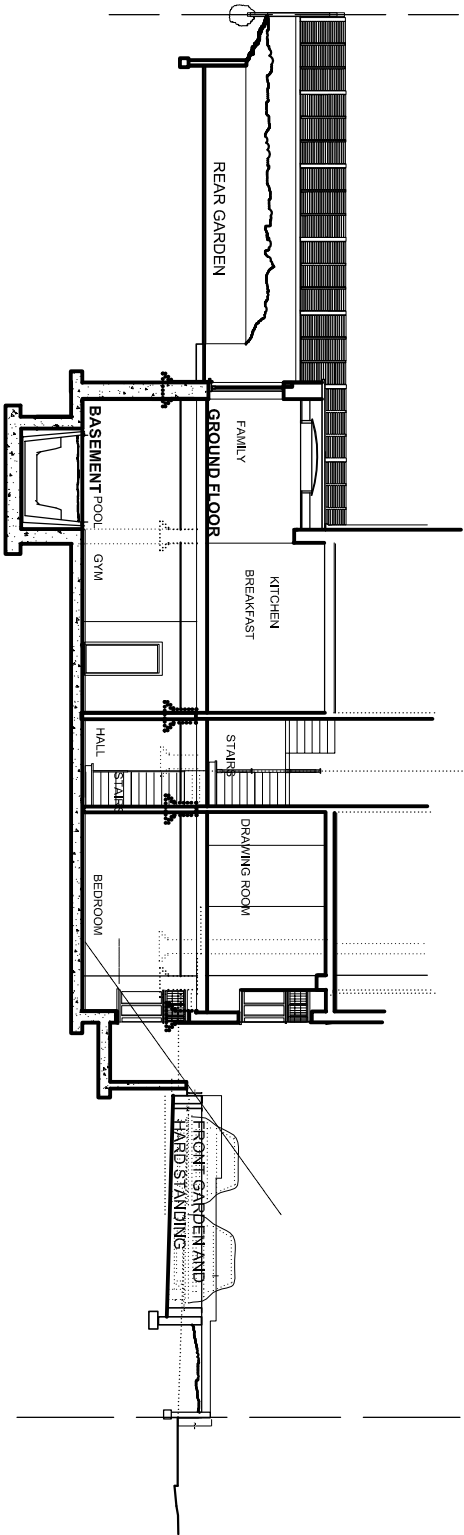 REAR GARDEN
GROUND FLOOR
FAMILY
KITCHEN
BREAKFAST
STAIRS
DRAWING ROOM
BASEMENT
POOL
GYM
HALL
STAIRS
BEDROOM
FRONT GARDEN AND
HARD STANDING